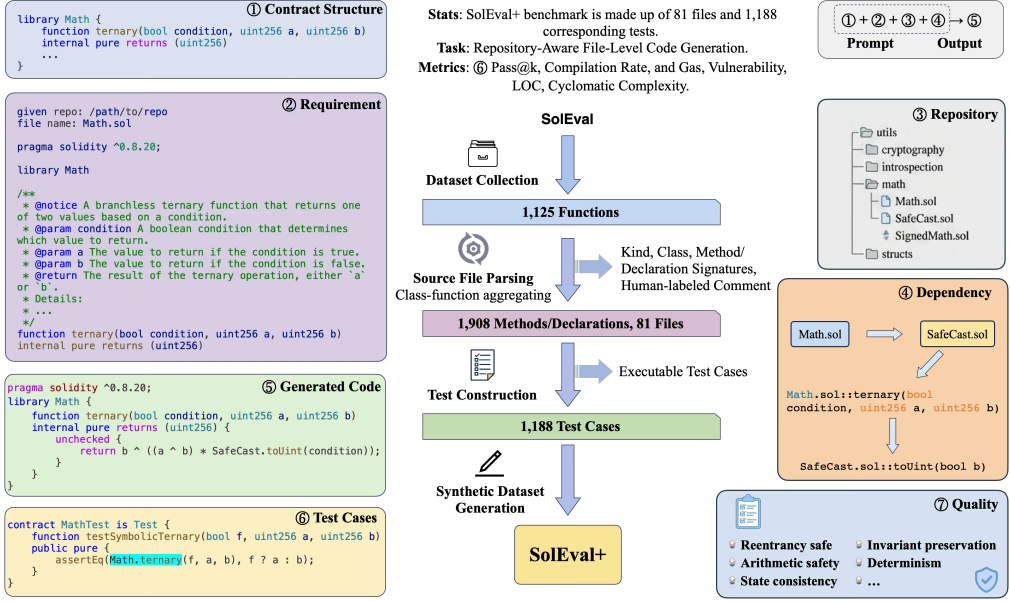 ① Contract Structure
library Math {
function ternary(bool condition, uint256 a, uint256 b)
internal pure returns (uint256)
...
}
② Requirement
given repo: /path/to/repo
file name: Math.sol
pragma solidity ^0.8.20;
library Math
/**
* @notice A branchless ternary function that returns one
of two values based on a condition.
* @param condition A boolean condition that determines
which value to return.
* @param a The value to return if the condition is true.
* @param b The value to return if the condition is false.
* @return The result of the ternary operation, either `a`
or `b`.
* Details:
* ...
*/
function ternary(bool condition, uint256 a, uint256 b)
internal pure returns (uint256)
⑤ Generated Code
pragma solidity ^0.8.20;
library Math {
function ternary(bool condition, uint256 a, uint256 b)
internal pure returns (uint256) {
unchecked {
return b ^ ((a ^ b) * SafeCast.toUint(condition));
}
}
}
⑥ Test Cases
contract MathTest is Test {
function testSymbolicTernary(bool f, uint256 a, uint256 b)
public pure {
assertEq(Math.ternary(f, a, b), f ? a : b);
}
}
Stats: SolEval+ benchmark is made up of 81 files and 1,188
corresponding tests.
Task: Repository-Aware File-Level Code Generation.
Metrics: ⑥ Pass@k, Compilation Rate, and Gas, Vulnerability,
LOC, Cyclomatic Complexity.
SolEval
Dataset Collection
1,125 Functions
Source File Parsing
Class-function aggregating
Kind, Class, Method/
Declaration Signatures,
Human-labeled Comment
1,908 Methods/Declarations, 81 Files
Test Construction
Executable Test Cases
1,188 Test Cases
Synthetic Dataset
Generation
SolEval+
① + ② + ③ + ④ → ⑤
Prompt Output
③ Repository
utils
cryptography
introspection
math
Math.sol
SafeCast.sol
SignedMath.sol
structs
④ Dependency
Math.sol
SafeCast.sol
Math.sol::ternary(bool
condition, uint256 a, uint256 b)
SafeCast.sol::toUint(bool b)
⑦ Quality
Reentrancy safe
Invariant preservation
Arithmetic safety
Determinism
State consistency
...